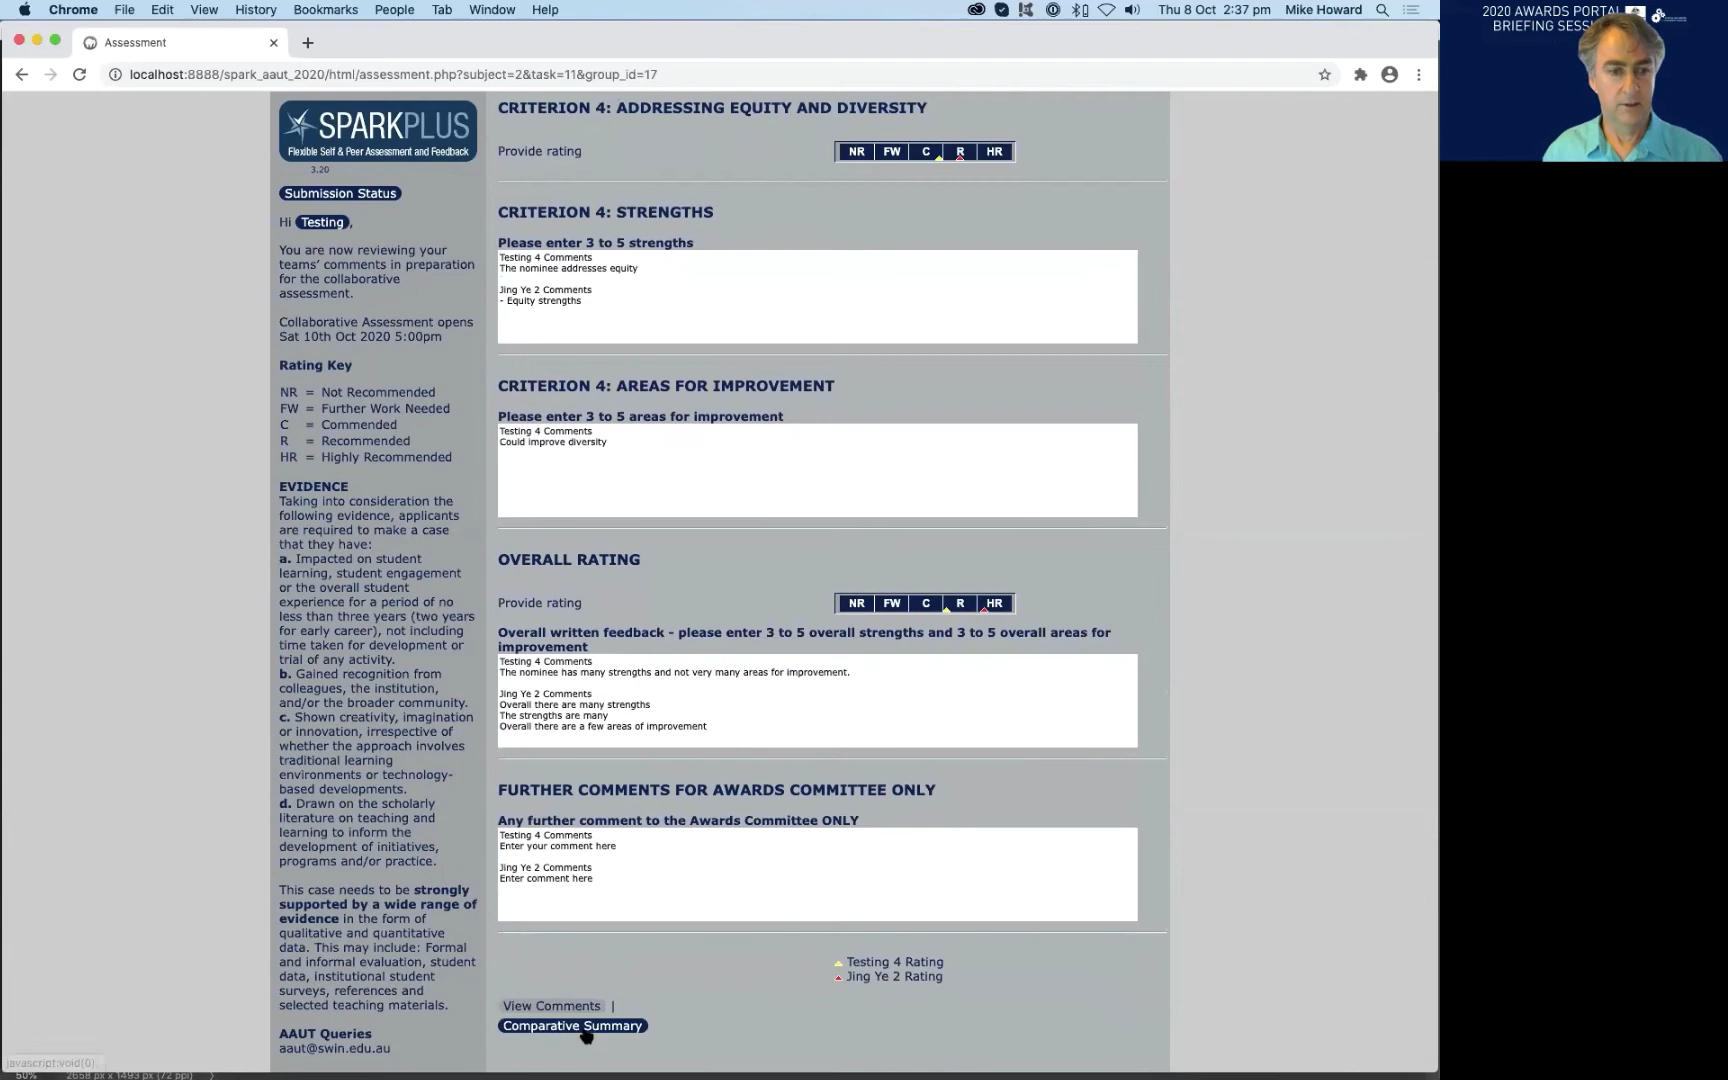 Chrome File Edit View History Bookmarks People Tab Window Help Thu 8 Oct 2:37 pm Mike Howard
2020 AWARDS PORTAL
BRIEFING SESS
Assessment
localhost:8888/spark_aaut_2020/html/assessment.php?subject=2&task=11&group_id=17
SPARKPLUS
Flexible Self & Peer Assessment and Feedback
3.20
Submission Status
Hi Testing,
You are now reviewing your
teams' comments in preparation
for the collaborative
assessment.
Collaborative Assessment opens
Sat 10th Oct 2020 5:00pm
Rating Key
NR = Not Recommended
FW = Further Work Needed
C = Commended
R = Recommended
HR = Highly Recommended
EVIDENCE
Taking into consideration the
following evidence, applicants
are required to make a case
that they have:
a. Impacted on student
learning, student engagement
or the overall student
experience for a period of no
less than three years (two years
for early career), not including
time taken for development or
trial of any activity.
b. Gained recognition from
colleagues, the institution,
and/or the broader community.
c. Shown creativity, imagination
or innovation, irrespective of
whether the approach involves
traditional learning
environments or technology-
based developments.
d. Drawn on the scholarly
literature on teaching and
learning to inform the
development of initiatives,
programs and/or practice.
This case needs to be strongly
supported by a wide range of
evidence in the form of
qualitative and quantitative
data. This may include: Formal
and informal evaluation, student
data, institutional student
surveys, references and
selected teaching materials.
AAUT Queries
aaut@swin.edu.au
CRITERION 4: ADDRESSING EQUITY AND DIVERSITY
Provide rating NR FW C R HR
CRITERION 4: STRENGTHS
Please enter 3 to 5 strengths
Testing 4 Comments
The nominee addresses equity
Jing Ye 2 Comments
- Equity strengths
CRITERION 4: AREAS FOR IMPROVEMENT
Please enter 3 to 5 areas for improvement
Testing 4 Comments
Could improve diversity
OVERALL RATING
Provide rating NR FW C R HR
Overall written feedback - please enter 3 to 5 overall strengths and 3 to 5 overall areas for
improvement
Testing 4 Comments
The nominee has many strengths and not very many areas for improvement.
Jing Ye 2 Comments
Overall there are many strengths
The strengths are many
Overall there are a few areas of improvement
FURTHER COMMENTS FOR AWARDS COMMITTEE ONLY
Any further comment to the Awards Committee ONLY
Testing 4 Comments
Enter your comment here
Jing Ye 2 Comments
Enter comment here
Testing 4 Rating
Jing Ye 2 Rating
View Comments |
Comparative Summary
javascript:void(0)
50% 2658 px x 1493 px (72 ppi)